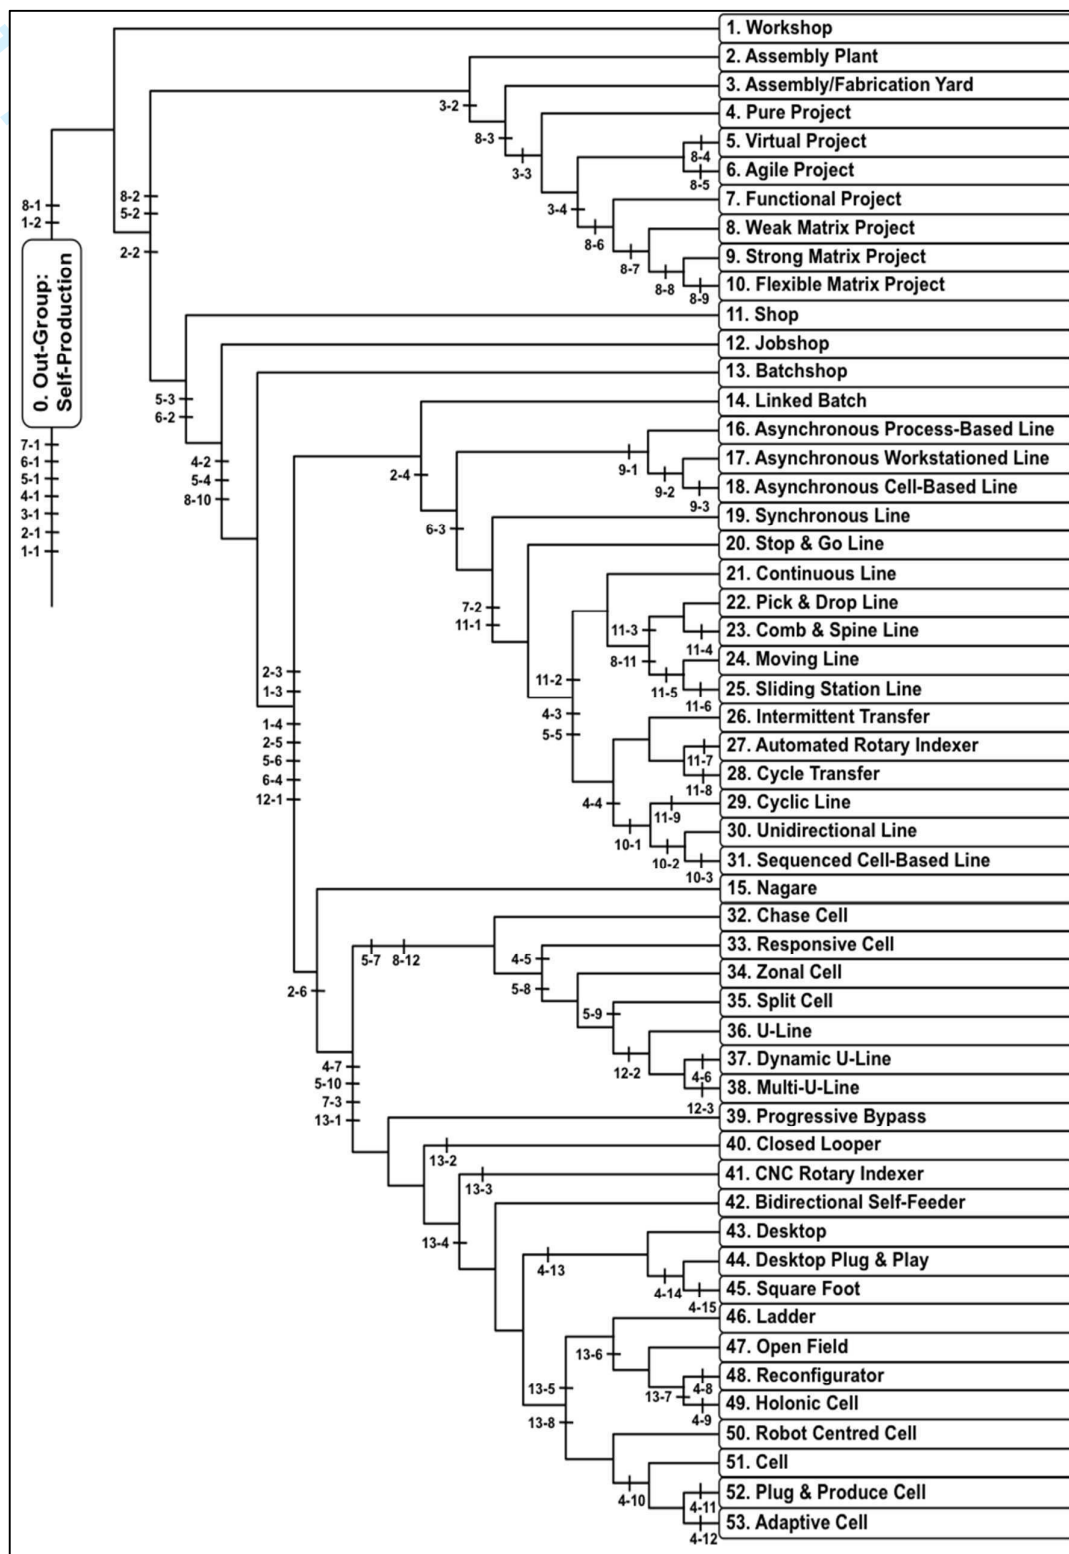 1. Workshop
2. Assembly Plant
3. Assembly/Fabrication Yard
3-2
4. Pure Project
8-3
5. Virtual Project
3-3
8-4
6. Agile Project
8-5
8-1
8-2
7. Functional Project
1-2
5-2
3-4
8. Weak Matrix Project
2-2
8-6
9. Strong Matrix Project
8-7
10. Flexible Matrix Project
8-8
8-9
0. Out-Group:
Self-Production
11. Shop
12. Jobshop
13. Batchshop
5-3
14. Linked Batch
6-2
16. Asynchronous Process-Based Line
7-1
6-1
4-2
17. Asynchronous Workstationed Line
9-1
5-1
5-4
2-4
18. Asynchronous Cell-Based Line
9-2
4-1
8-10
9-3
3-1
19. Synchronous Line
2-1
6-3
1-1
20. Stop & Go Line
21. Continuous Line
22. Pick & Drop Line
7-2
11-1
11-3
23. Comb & Spine Line
11-4
8-11
24. Moving Line
2-3
11-2
11-5
25. Sliding Station Line
1-3
11-6
4-3
26. Intermittent Transfer
1-4
5-5
2-5
27. Automated Rotary Indexer
5-6
11-7
28. Cycle Transfer
6-4
11-8
12-1
4-4
11-9
29. Cyclic Line
10-1
30. Unidirectional Line
10-2
31. Sequenced Cell-Based Line
10-3
15. Nagare
32. Chase Cell
33. Responsive Cell
5-7
8-12
4-5
34. Zonal Cell
2-6
5-8
35. Split Cell
5-9
36. U-Line
37. Dynamic U-Line
4-7
12-2
4-6
38. Multi-U-Line
5-10
7-3
12-3
13-1
39. Progressive Bypass
40. Closed Looper
13-2
41. CNC Rotary Indexer
13-3
42. Bidirectional Self-Feeder
43. Desktop
13-4
44. Desktop Plug & Play
4-13
45. Square Foot
4-14
4-15
46. Ladder
47. Open Field
13-6
48. Reconfigurator
13-5
13-7
4-8
49. Holonic Cell
4-9
13-8
50. Robot Centred Cell
51. Cell
52. Plug & Produce Cell
4-10
4-11
53. Adaptive Cell
4-12